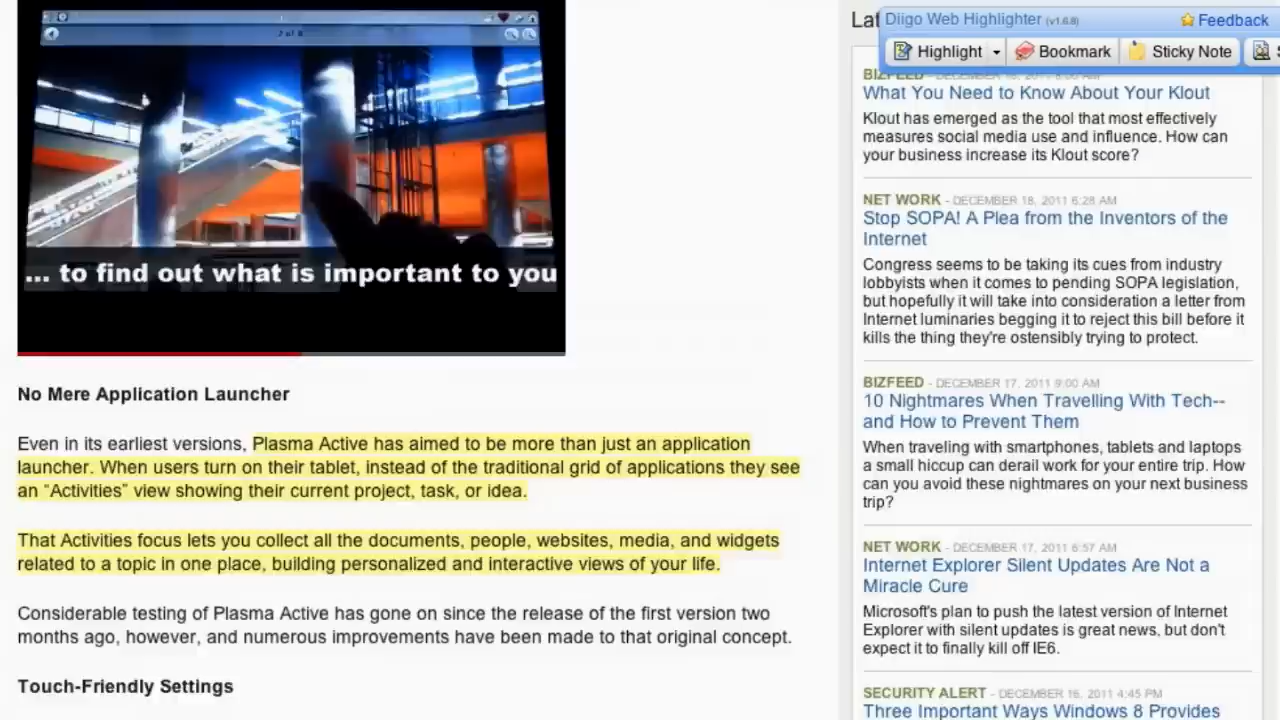 2 of 8
... to find out what is important to you
No Mere Application Launcher
Even in its earliest versions, Plasma Active has aimed to be more than just an application
launcher. When users turn on their tablet, instead of the traditional grid of applications they see
an “Activities” view showing their current project, task, or idea.
That Activities focus lets you collect all the documents, people, websites, media, and widgets
related to a topic in one place, building personalized and interactive views of your life.
Considerable testing of Plasma Active has gone on since the release of the first version two
months ago, however, and numerous improvements have been made to that original concept.
Touch-Friendly Settings
Diigo Web Highlighter (v1.6.8)
Feedback
Highlight
Bookmark
Sticky Note
BIZFEED
What You Need to Know About Your Klout
Klout has emerged as the tool that most effectively
measures social media use and influence. How can
your business increase its Klout score?
NET WORK - DECEMBER 18, 2011 6:28 AM
Stop SOPA! A Plea from the Inventors of the
Internet
Congress seems to be taking its cues from industry
lobbyists when it comes to pending SOPA legislation,
but hopefully it will take into consideration a letter from
Internet luminaries begging it to reject this bill before it
kills the thing they're ostensibly trying to protect.
BIZFEED - DECEMBER 17, 2011 9:00 AM
10 Nightmares When Travelling With Tech--
and How to Prevent Them
When traveling with smartphones, tablets and laptops
a small hiccup can derail work for your entire trip. How
can you avoid these nightmares on your next business
trip?
NET WORK - DECEMBER 17, 2011 6:57 AM
Internet Explorer Silent Updates Are Not a
Miracle Cure
Microsoft's plan to push the latest version of Internet
Explorer with silent updates is great news, but don't
expect it to finally kill off IE6.
SECURITY ALERT - DECEMBER 16, 2011 4:45 PM
Three Important Ways Windows 8 Provides